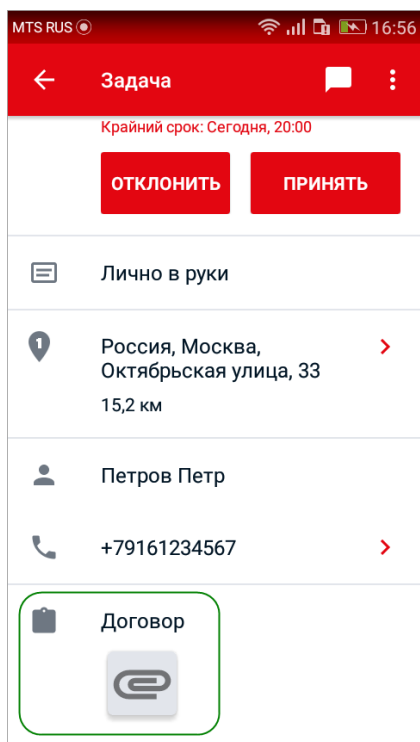 MTS RUS 16:56
Задача
Крайний срок: Сегодня, 20:00
ОТКЛОНИТЬ ПРИНЯТЬ
Лично в руки
1
Россия, Москва,
Октябрьская улица, 33
15,2 км
Петров Петр
+79161234567
Договор